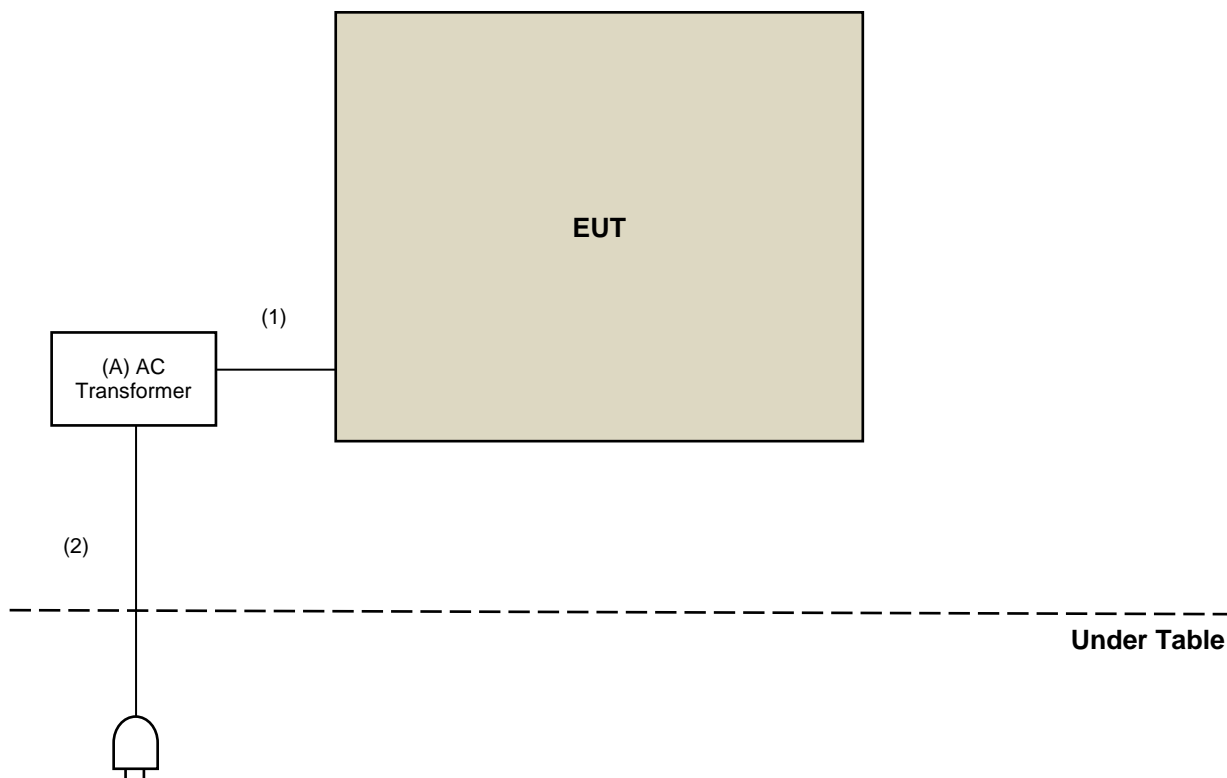 EUT
(1)
(A) AC
Transformer
(2)
Under Table